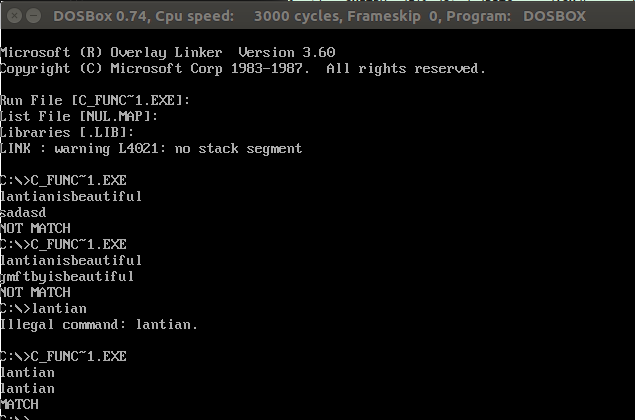 DOSBox 0.74, Cpu speed: 3000 cycles, Frameskip 0, Program: DOSBOX
Microsoft (R) Overlay Linker Version 3.60
Copyright (C) Microsoft Corp 1983-1987. All rights reserved.
Run File [C_FUNC~1.EXE]:
List File [NUL.MAP]:
Libraries [.LIB]:
LINK : warning L4021: no stack segment
C:\>C_FUNC~1.EXE
lantianisbeautiful
sadasd
NOT MATCH
C:\>C_FUNC~1.EXE
lantianisbeautiful
gmftbyisbeautiful
NOT MATCH
C:\>lantian
Illegal command: lantian.
C:\>C_FUNC~1.EXE
lantian
lantian
MATCH
C:\>